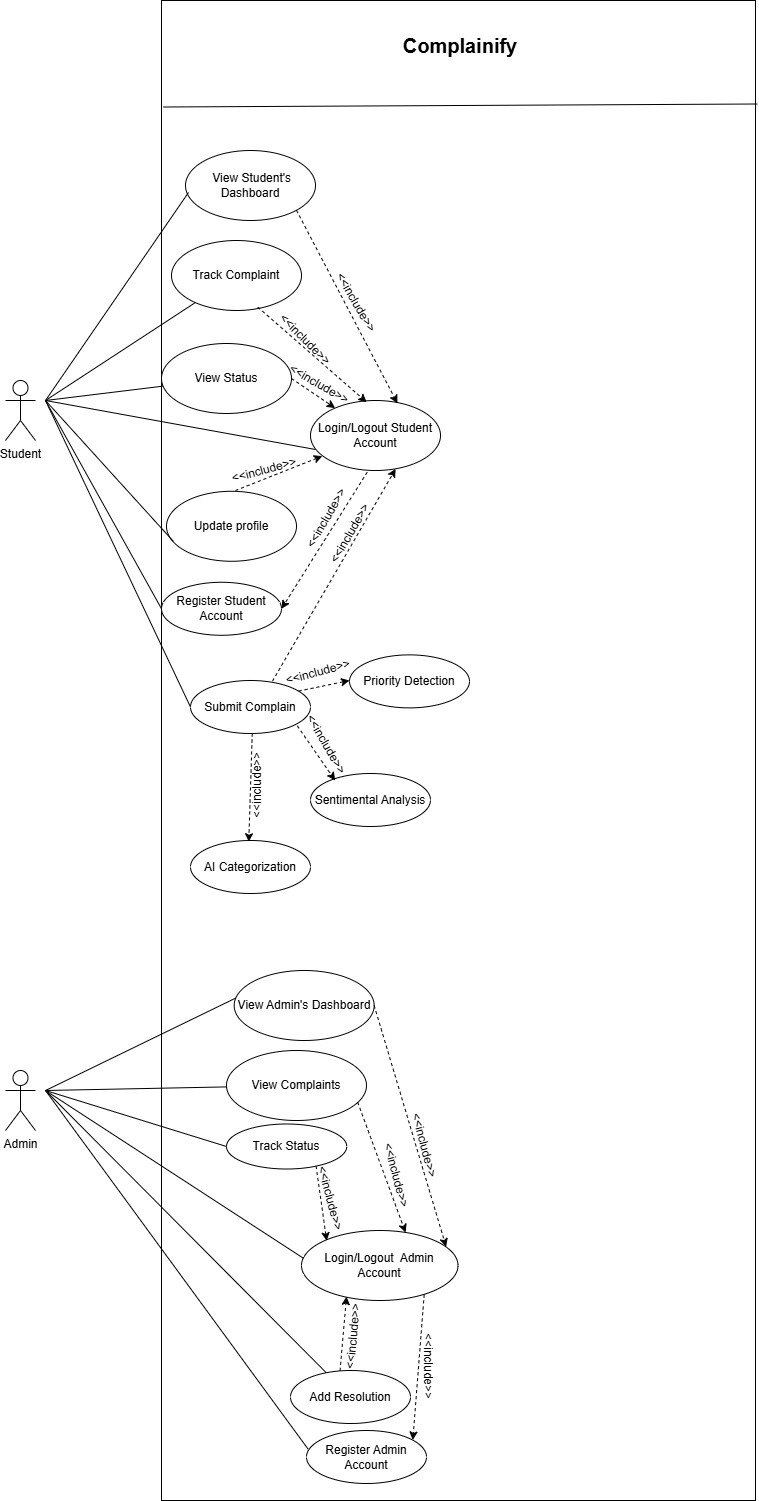 Complainify
View Student's
Dashboard
<<include>>
Track Complaint
<<include>>
View Status
<<include>>
Student
Login/Logout Student
Account
<<include>>
<<include>>
<<include>>
Update profile
Register Student
Account
<<include>>
Priority Detection
Submit Complain
<<include>>
<<include>>
Sentimental Analysis
AI Categorization
View Admin's Dashboard
View Complaints
Admin
<<include>>
Track Status
<<include>>
<<include>>
Login/Logout  Admin
Account
<<include>>
<<include>>
Add Resolution
Register Admin
Account